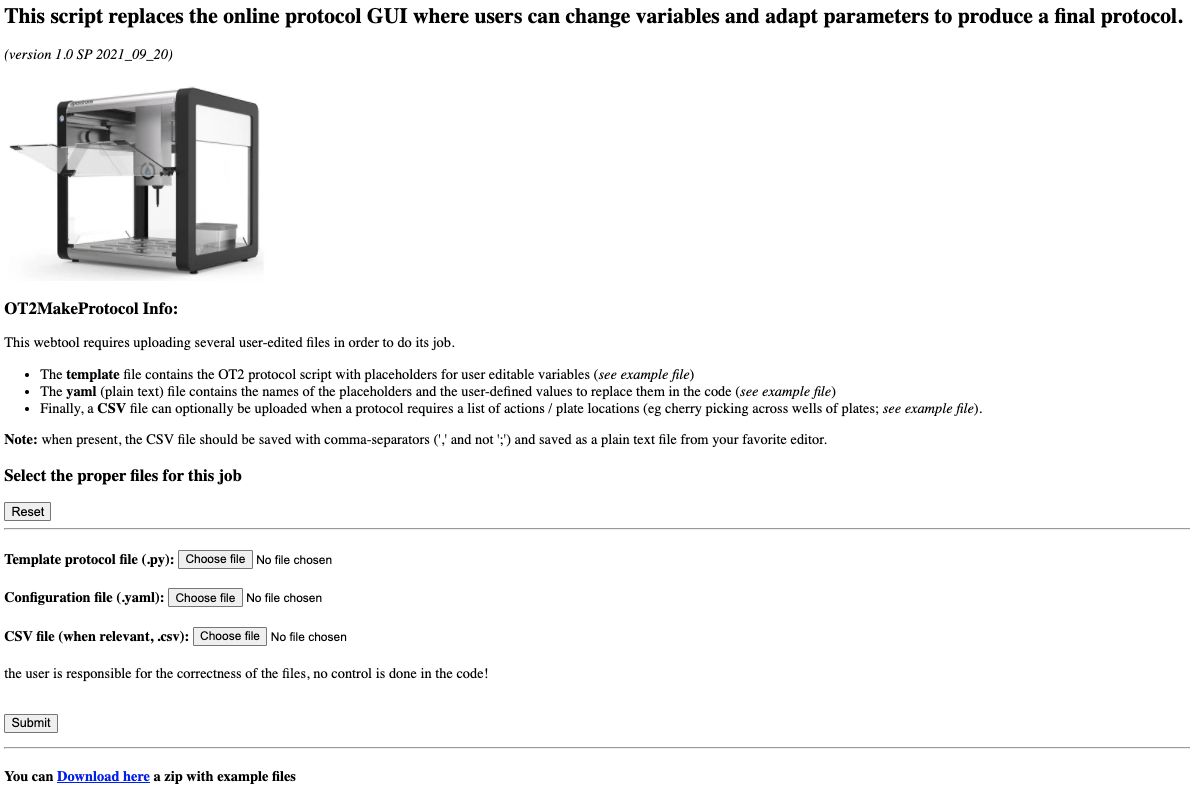 This script replaces the online protocol GUI where users can change variables and adapt parameters to produce a final protocol.
(version 1.0 SP 2021_09_20)
OT2MakeProtocol Info:
This webtool requires uploading several user-edited files in order to do its job.
• The template file contains the OT2 protocol script with placeholders for user editable variables (see example file)
• The yaml (plain text) file contains the names of the placeholders and the user-defined values to replace them in the code (see example file)
• Finally, a CSV file can optionally be uploaded when a protocol requires a list of actions / plate locations (eg cherry picking across wells of plates; see example file).
Note: when present, the CSV file should be saved with comma-separators (',' and not ';') and saved as a plain text file from your favorite editor.
Select the proper files for this job
Reset
Template protocol file (.py): Choose file No file chosen
Configuration file (.yaml): Choose file No file chosen
CSV file (when relevant, .csv): Choose file No file chosen
the user is responsible for the correctness of the files, no control is done in the code!
Submit
You can Download here a zip with example files